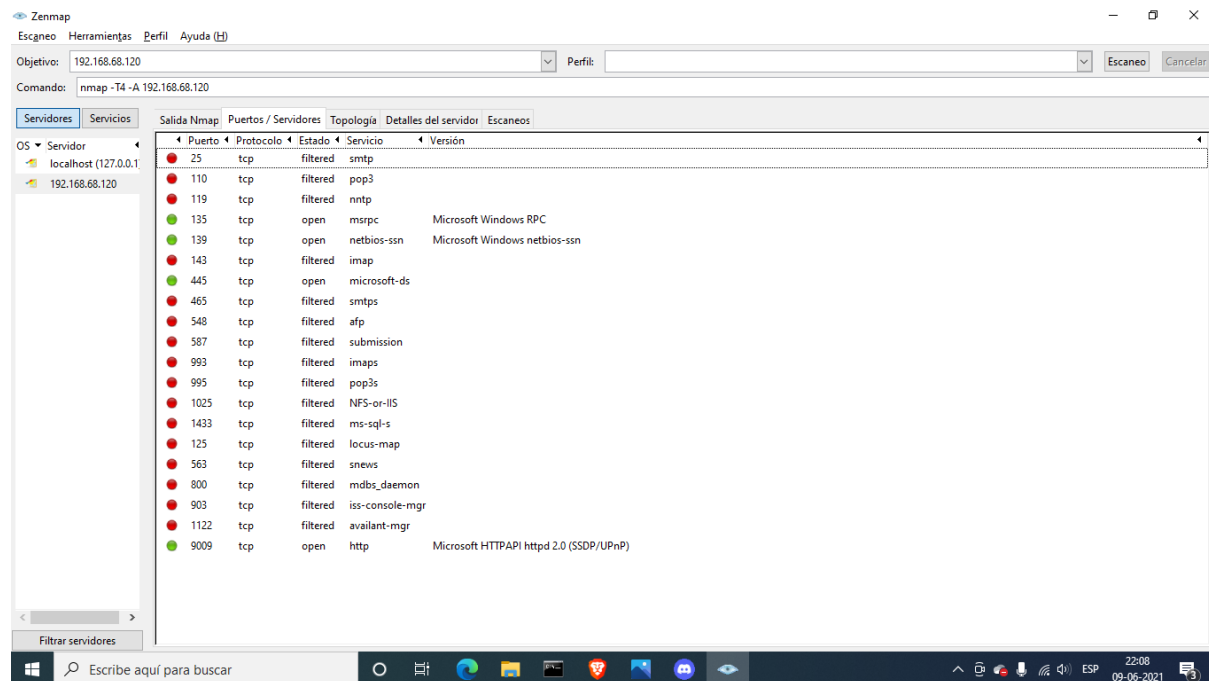 Zenmap
Escaneo Herramientas Perfil Ayuda (H)
Objetivo: 192.168.68.120 Perfil: Escaneo Cancelar
Comando: nmap -T4 -A 192.168.68.120
Servidores Servicios Salida Nmap Puertos / Servidores Topología Detalles del servidor Escaneos
OS Servidor
localhost (127.0.0.1)
192.168.68.120
Puerto Protocolo Estado Servicio Versión
25 tcp filtered smtp
110 tcp filtered pop3
119 tcp filtered nntp
135 tcp open msrpc Microsoft Windows RPC
139 tcp open netbios-ssn Microsoft Windows netbios-ssn
143 tcp filtered imap
445 tcp open microsoft-ds
465 tcp filtered smtps
548 tcp filtered afp
587 tcp filtered submission
993 tcp filtered imaps
995 tcp filtered pop3s
1025 tcp filtered NFS-or-IIS
1433 tcp filtered ms-sql-s
125 tcp filtered locus-map
563 tcp filtered snews
800 tcp filtered mdbs_daemon
903 tcp filtered iss-console-mgr
1122 tcp filtered availant-mgr
9009 tcp open http Microsoft HTTPAPI httpd 2.0 (SSDP/UPnP)
Filtrar servidores
Escribe aquí para buscar
ESP
22:08
09-06-2021
3